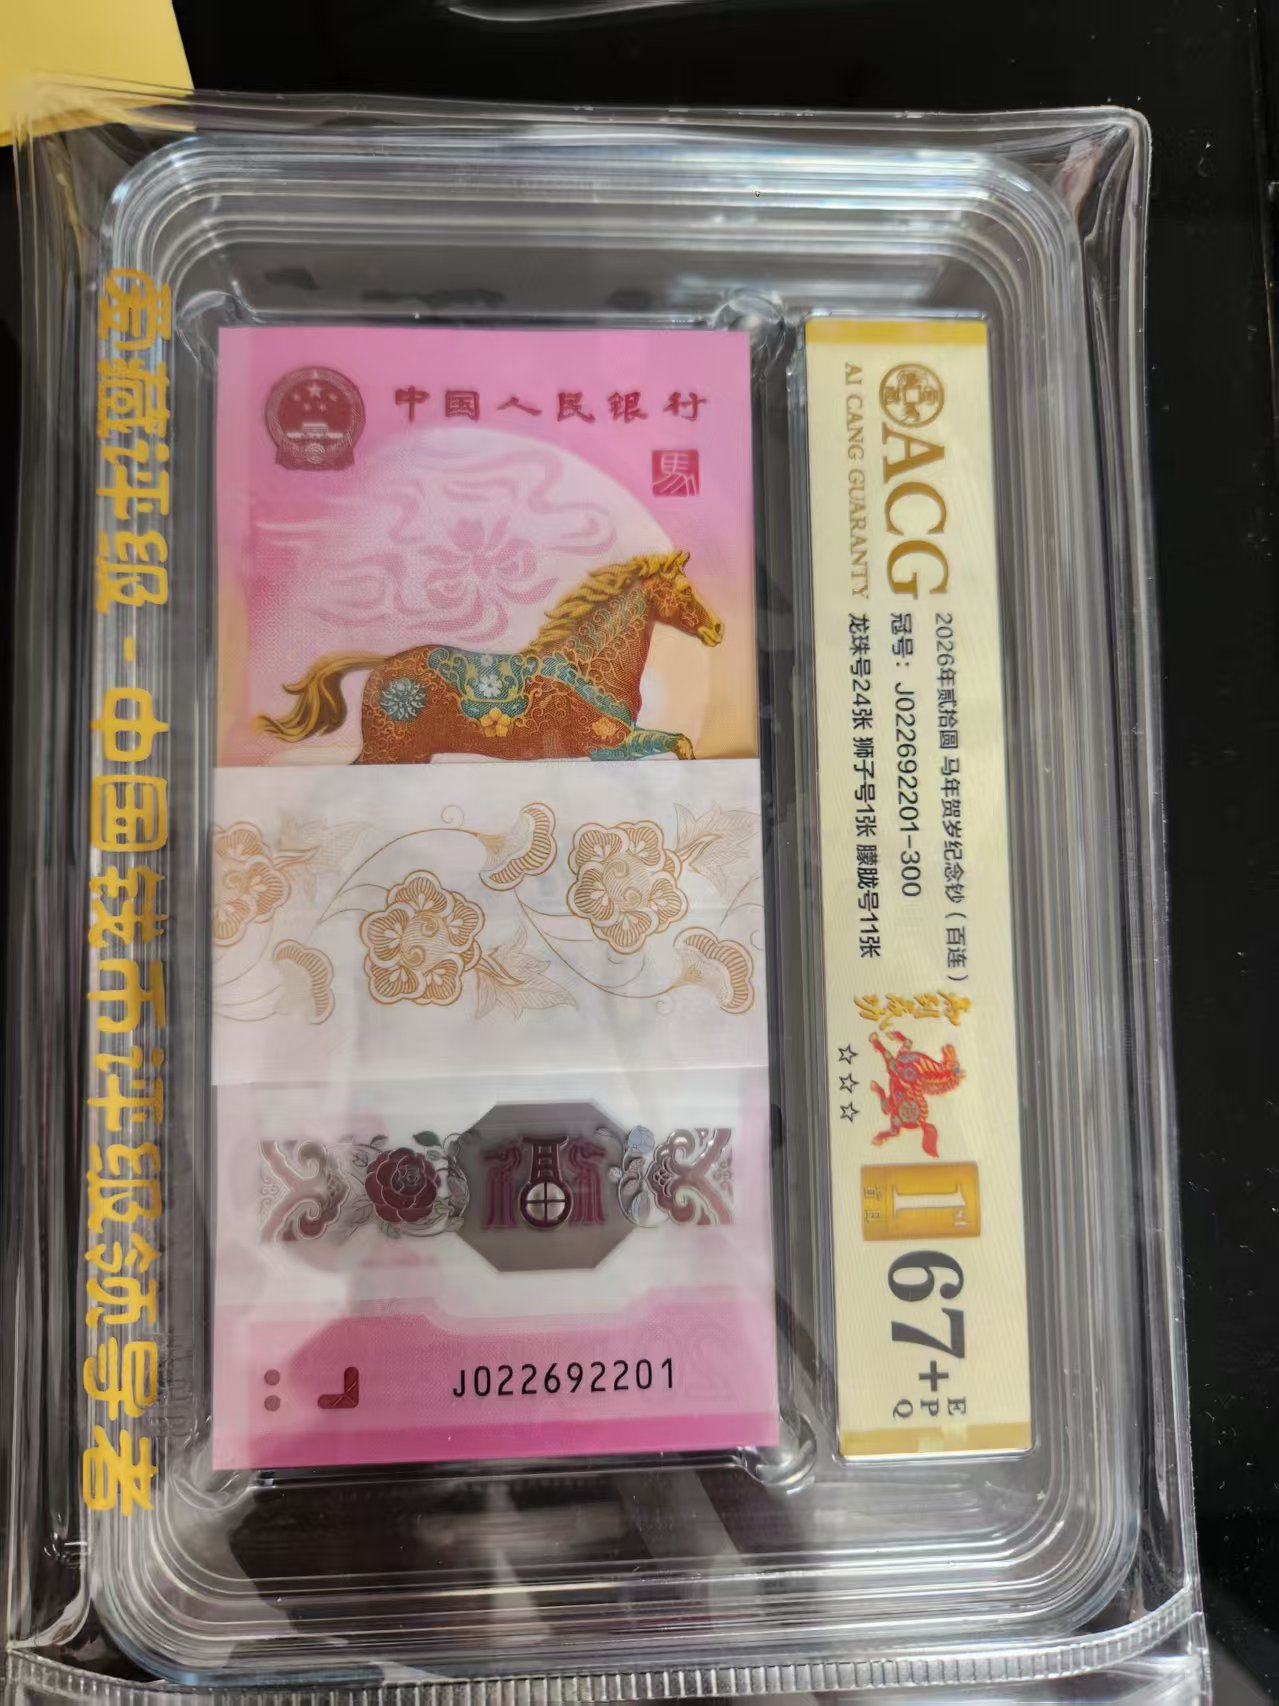 爱藏评级 - 中国钱币评级领导者
中国人民银行
馬
J022692201
ACG
AI CANG GUARANTY
2026年贰拾圆 马年贺岁纪念钞（百连）
冠号：J022692201-300
龙珠号24张 狮子号1张 朦胧号11张
☆☆☆
1st
首日
67+
E
P
Q